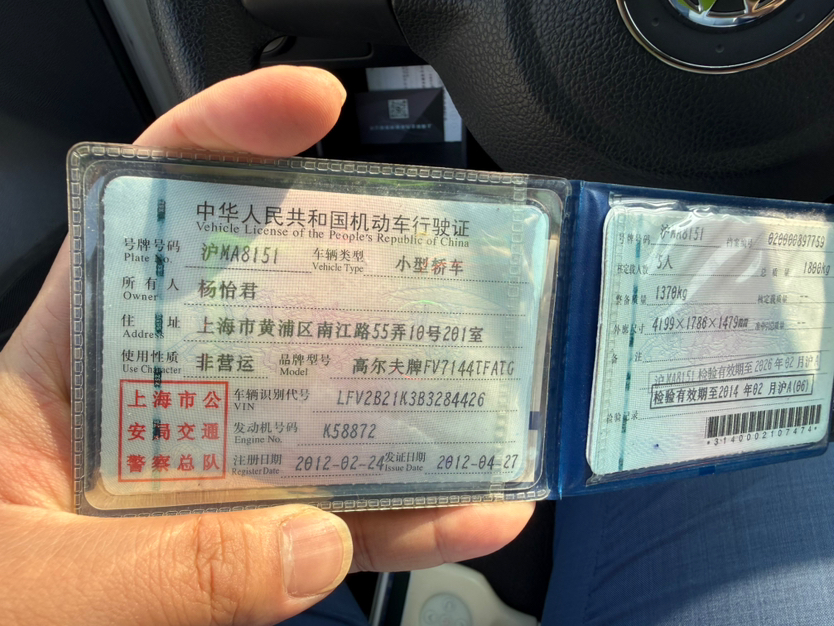 中华人民共和国机动车行驶证
Vehicle License of the People's Republic of China
号牌号码 沪MA8151 车辆类型 小型轿车
Plate No. Vehicle Type
所有人 杨怡君
Owner
住址 上海市黄浦区南江路55弄10号201室
Address
使用性质 非营运 品牌型号 高尔夫牌FV7144TFATG
Use Character Model
上海市公
安局交通
警察总队
车辆识别代号 LFV2B21K3B3284426
VIN
发动机号码 K58872
Engine No.
注册日期 2012-02-24 发证日期 2012-04-27
Register Date Issue Date
号牌号码 沪MA8151 档案编号 020000897759
核定载人数 5人 总质量 1800kg
整备质量 1370kg 核定载质量 --
外廓尺寸 4199×1786×1479mm
备注
沪MA8151 检验有效期至2026年02月沪A
检验有效期至2014年02月沪A(06)
检验记录
*3140002107474*